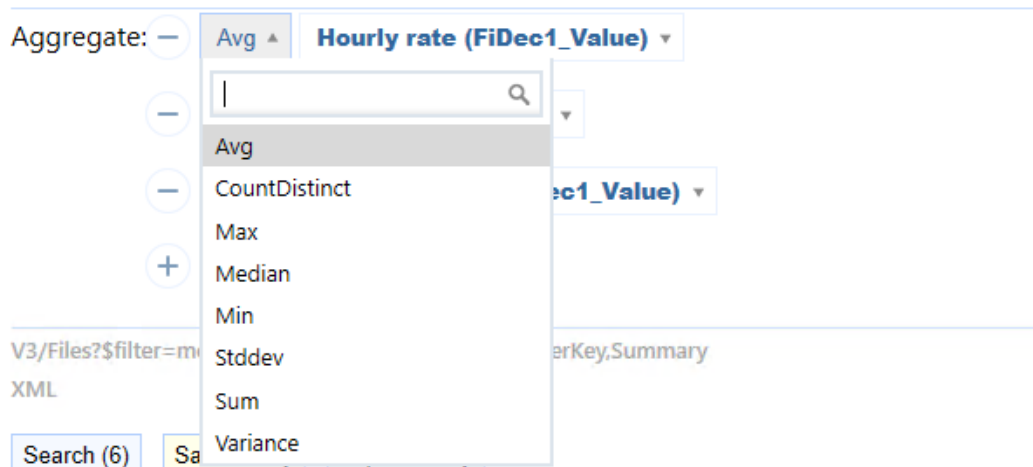 Aggregate: Avg Hourly rate (FiDec1_Value)
Avg
CountDistinct
ec1_Value)
Max
Median
Min
V3/Files?$filter=m erKey,Summary
Stddev
XML
Sum
Variance
Search (6) Sa